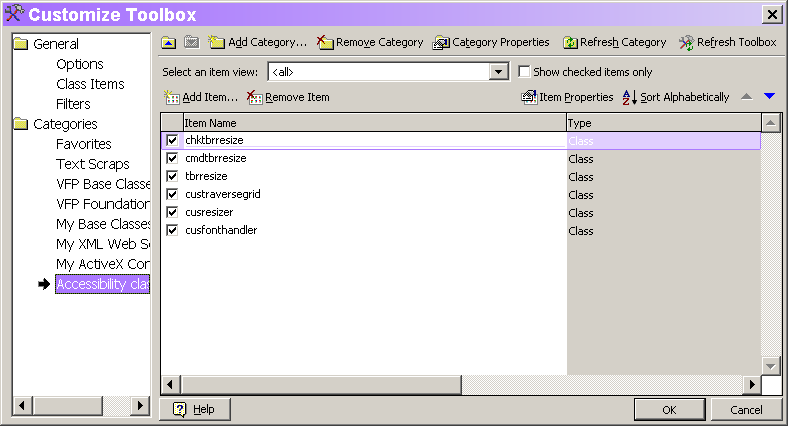 Customize Toolbox
General
Options
Class Items
Filters
Categories
Favorites
Text Scraps
VFP Base Classe
VFP Foundation
My Base Classes
My XML Web S
My ActiveX Con
Accessibility clas
Add Category... Remove Category Category Properties Refresh Category Refresh Toolbox
Select an item view: <all> Show checked items only
Add Item... Remove Item Item Properties Sort Alphabetically
Item Name Type
chktbrresize Class
cmdtbrresize Class
tbrresize Class
custraversegrid Class
cusresizer Class
cusfonthandler Class
Help OK Cancel